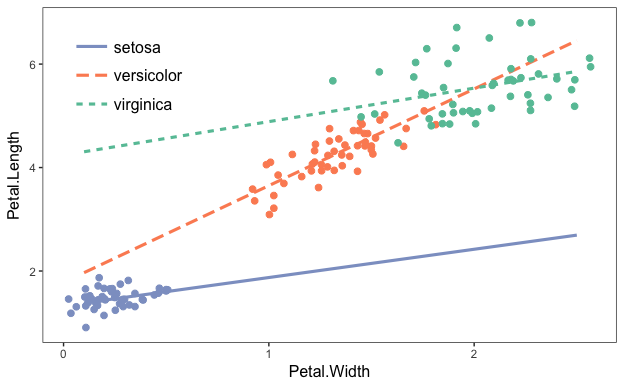 setosa
versicolor
virginica
6
4
2
Petal.Length
0
1
2
Petal.Width